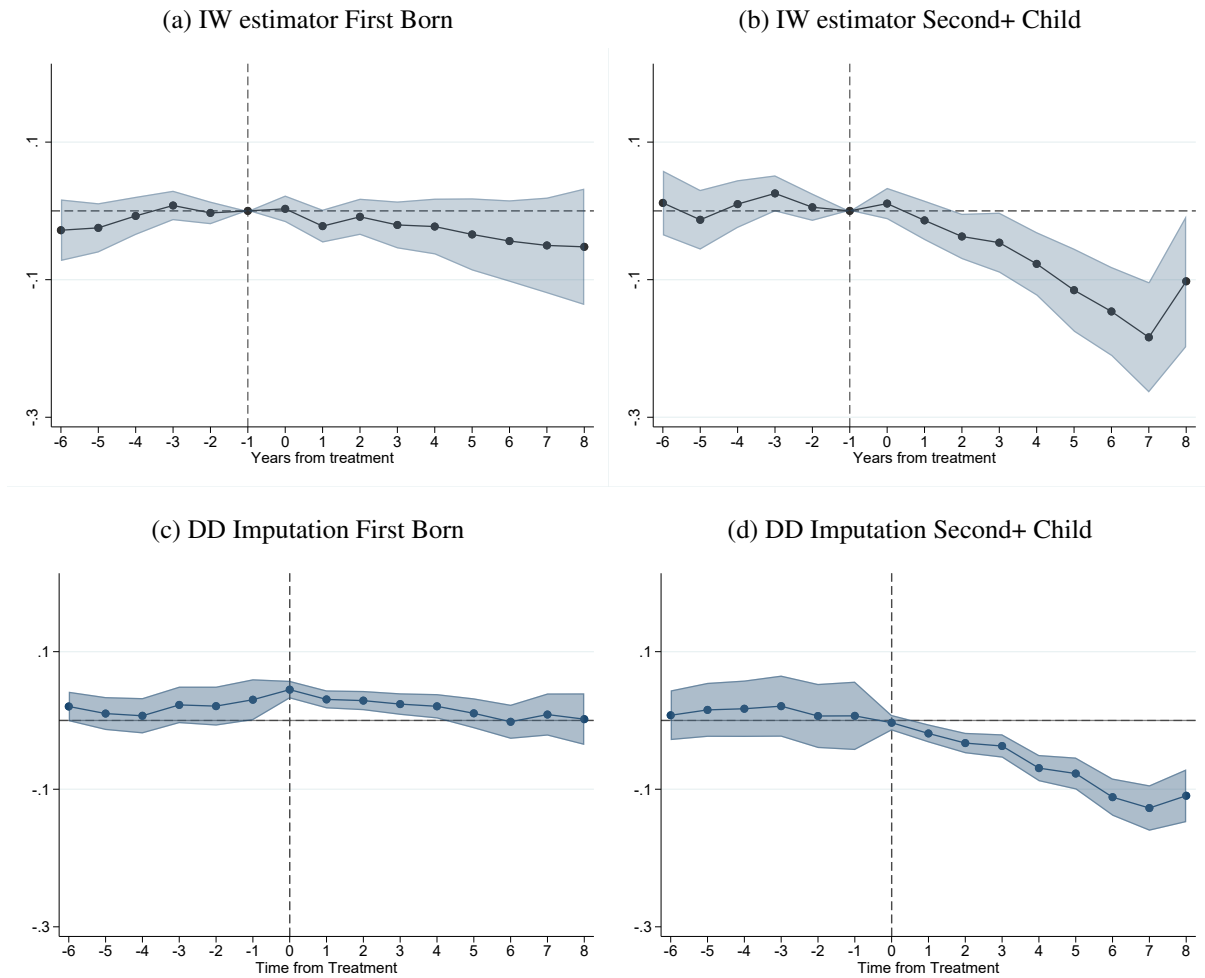 (a) IW estimator First Born
.1
-.1
-.3
-6 -5 -4 -3 -2 -1 0 1 2 3 4 5 6 7 8
Years from treatment
(b) IW estimator Second+ Child
.1
-.1
-.3
-6 -5 -4 -3 -2 -1 0 1 2 3 4 5 6 7 8
Years from treatment
(c) DD Imputation First Born
.1
-.1
-.3
-6 -5 -4 -3 -2 -1 0 1 2 3 4 5 6 7 8
Time from Treatment
(d) DD Imputation Second+ Child
.1
-.1
-.3
-6 -5 -4 -3 -2 -1 0 1 2 3 4 5 6 7 8
Time from Treatment